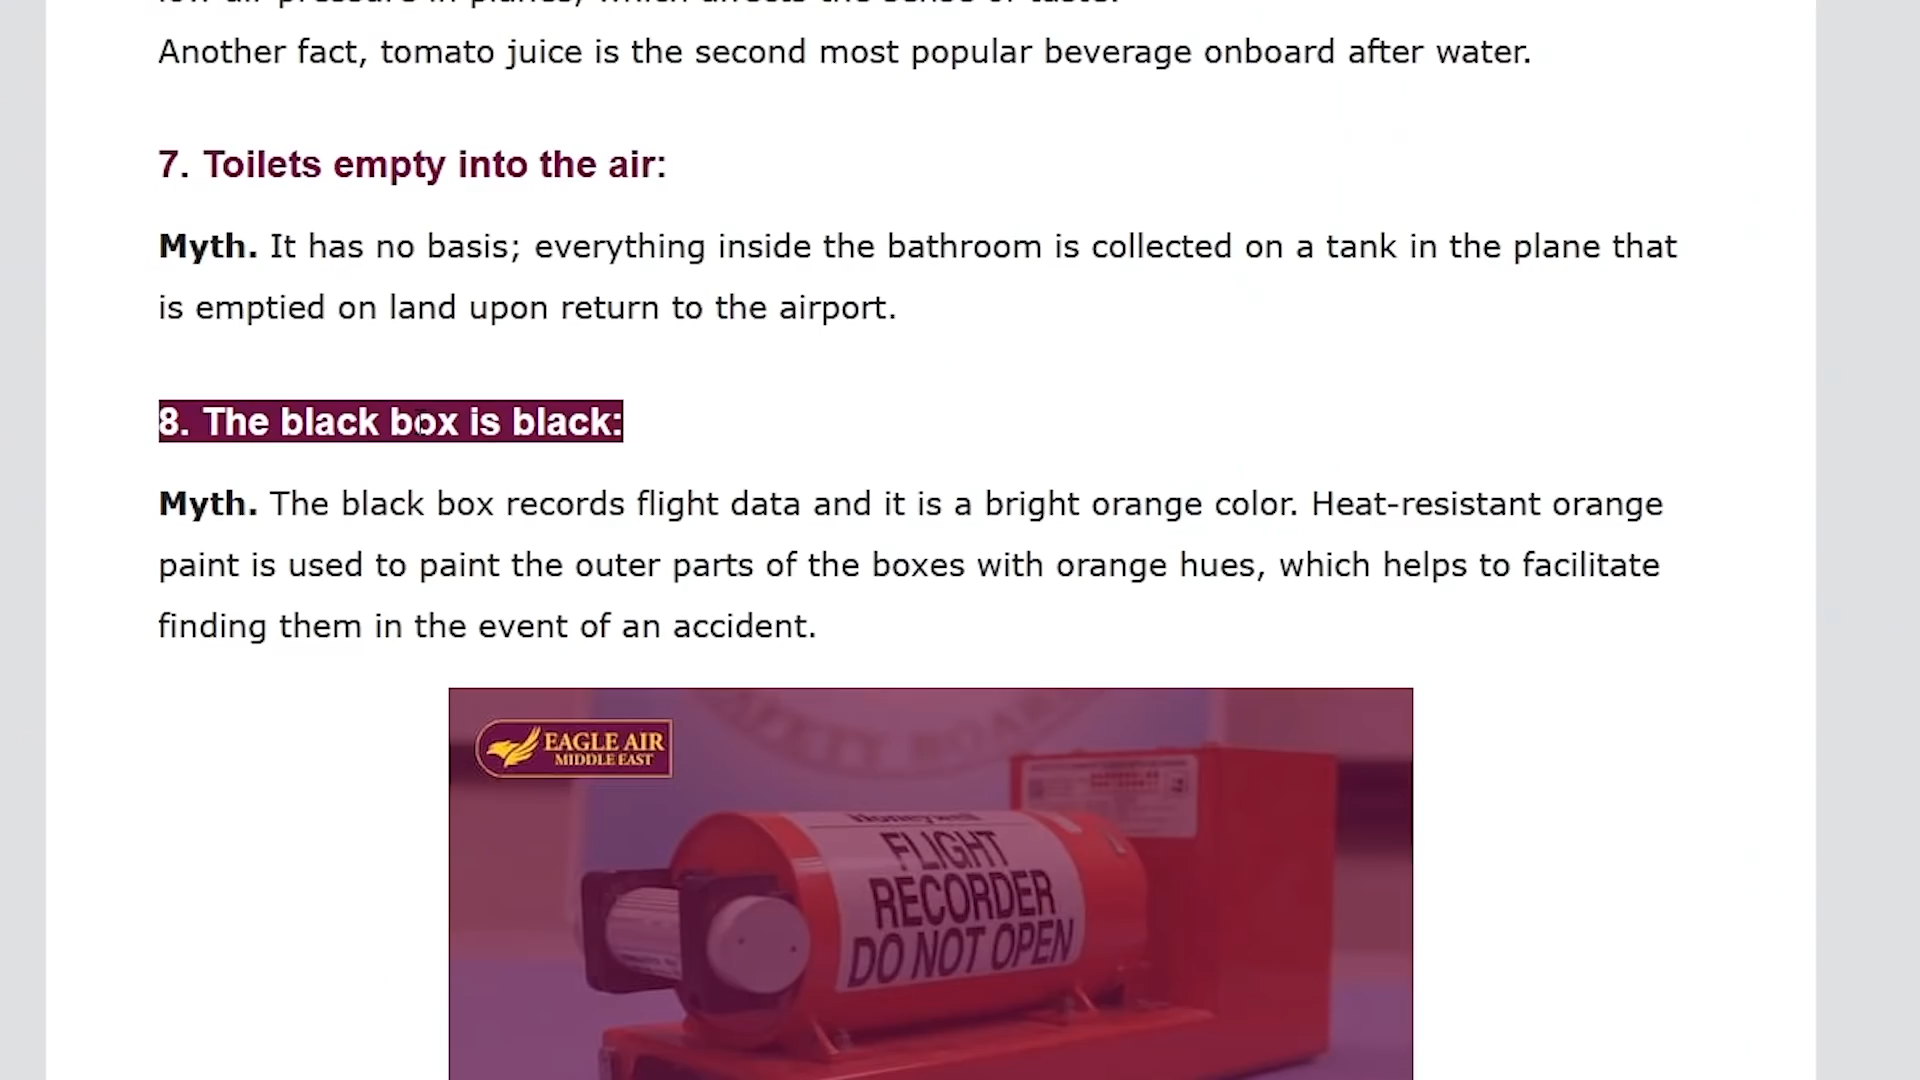 Another fact, tomato juice is the second most popular beverage onboard after water.
7. Toilets empty into the air:
Myth. It has no basis; everything inside the bathroom is collected on a tank in the plane that
is emptied on land upon return to the airport.
8. The black box is black:
Myth. The black box records flight data and it is a bright orange color. Heat-resistant orange
paint is used to paint the outer parts of the boxes with orange hues, which helps to facilitate
finding them in the event of an accident.
EAGLE AIR
MIDDLE EAST
Honeywell
FLIGHT
RECORDER
DO NOT OPEN